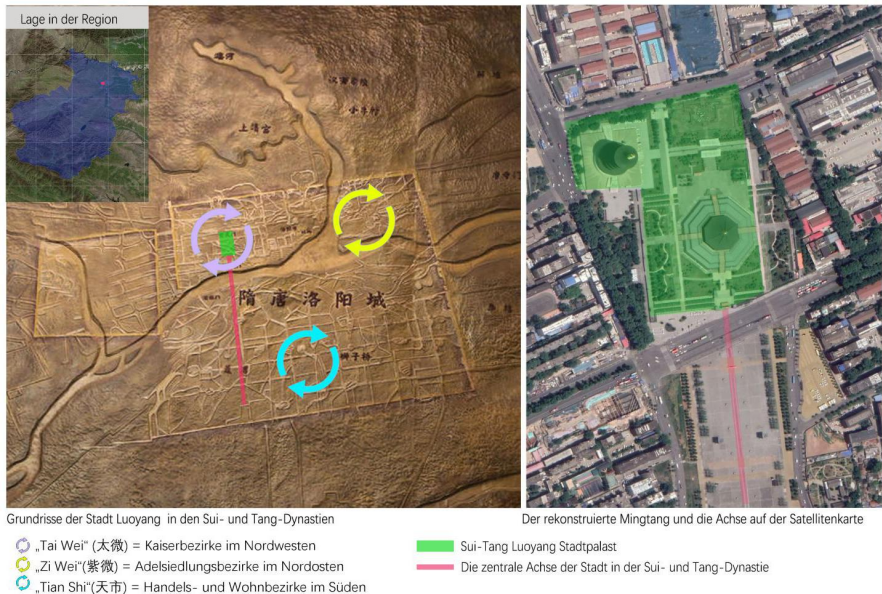 Lage in der Region
隋唐洛阳城
上清宫
Grundrisse der Stadt Luoyang in den Sui- und Tang-Dynastien
Der rekonstruierte Mingtang und die Achse auf der Satellitenkarte
„Tai Wei“ (太微) = Kaiserbezirke im Nordwesten
„Zi Wei“(紫微) = Adelsiedlungsbezirke im Nordosten
„Tian Shi“(天市) = Handels- und Wohnbezirke im Süden
Sui-Tang Luoyang Stadtpalast
Die zentrale Achse der Stadt in der Sui- und Tang-Dynastie